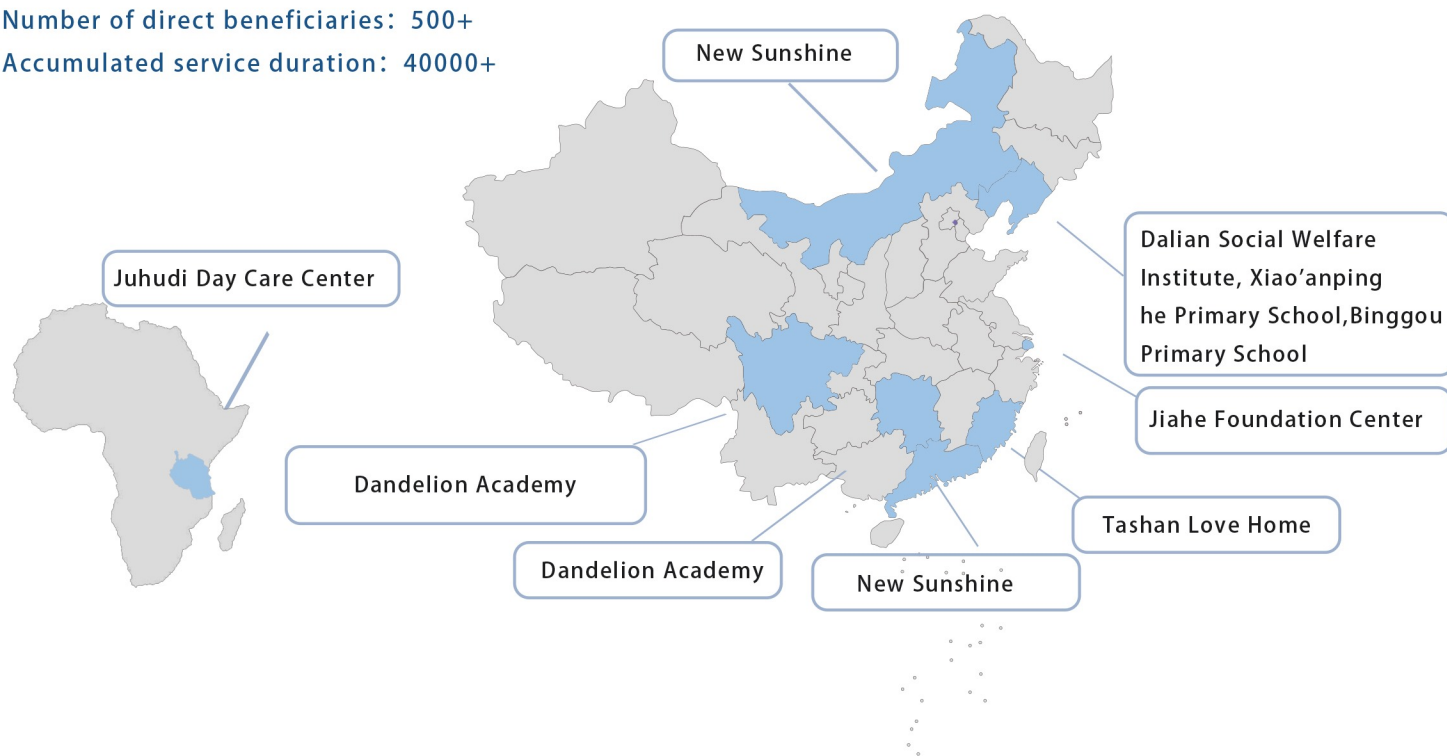 Number of direct beneficiaries: 500+
Accumulated service duration: 40000+
New Sunshine
Juhudi Day Care Center
Dalian Social Welfare
Institute, Xiao’anping
he Primary School,Binggou
Primary School
Jiahe Foundation Center
Dandelion Academy
Tashan Love Home
Dandelion Academy
New Sunshine